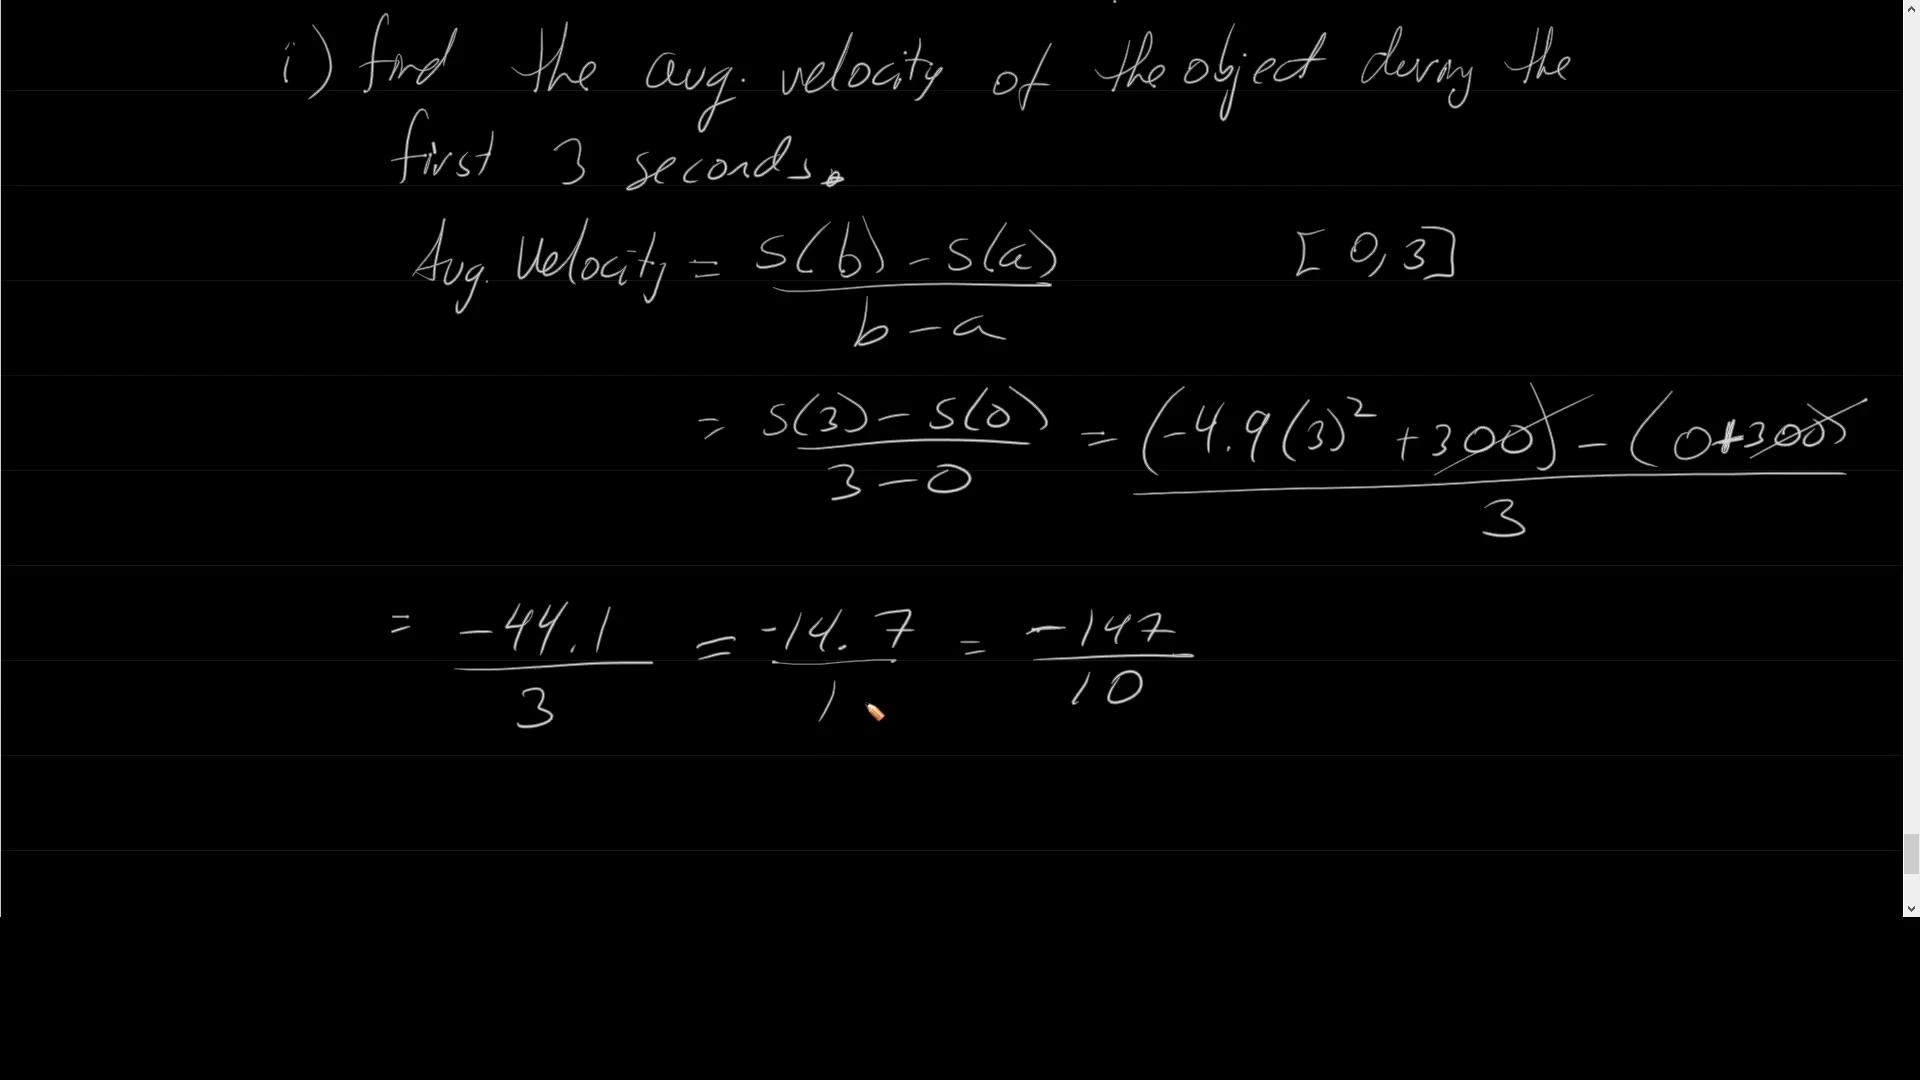 i) find the avg. velocity of the object during the
first 3 seconds.
Avg. Velocity = s(b) - s(a) / b - a [0,3]
= s(3) - s(0) / 3 - 0 = (-4.9(3)² + 300) - (0+300) / 3
= -44.1 / 3 = -14.7 / 1 = -147 / 10